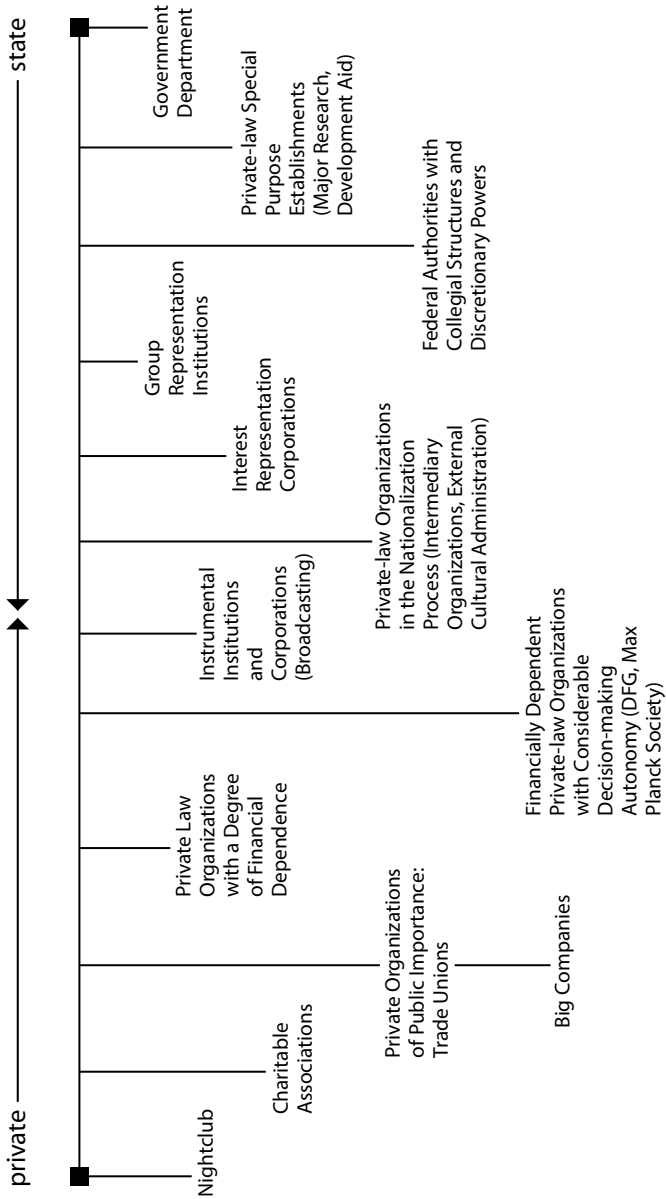 private
state
Nightclub
Charitable
Associations
Private Organizations
of Public Importance:
Trade Unions
Big Companies
Private Law
Organizations
with a Degree
of Financial
Dependence
Financially Dependent
Private-law Organizations
with Considerable
Decision-making
Autonomy (DFG, Max
Planck Society)
Instrumental
Institutions
and
Corporations
(Broadcasting)
Private-law Organizations
in the Nationalization
Process (Intermediary
Organizations, External
Cultural Administration)
Interest
Representation
Corporations
Group
Representation
Institutions
Federal Authorities with
Collegial Structures and
Discretionary Powers
Private-law Special
Purpose
Establishments
(Major Research,
Development Aid)
Government
Department